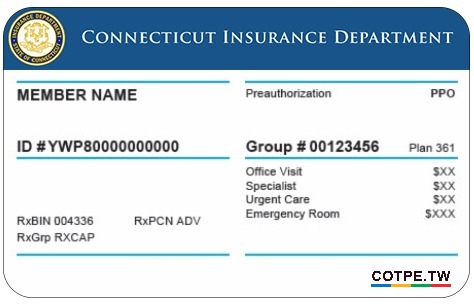 INSURANCE DEPARTMENT
STATE OF CONNECTICUT
CONNECTICUT INSURANCE DEPARTMENT
MEMBER NAME
Preauthorization PPO
ID #YWP80000000000
Group # 00123456 Plan 361
Office Visit $XX
Specialist $XX
Urgent Care $XX
Emergency Room $XXX
RxBIN 004336 RxPCN ADV
RxGrp RXCAP
COTPE.TW